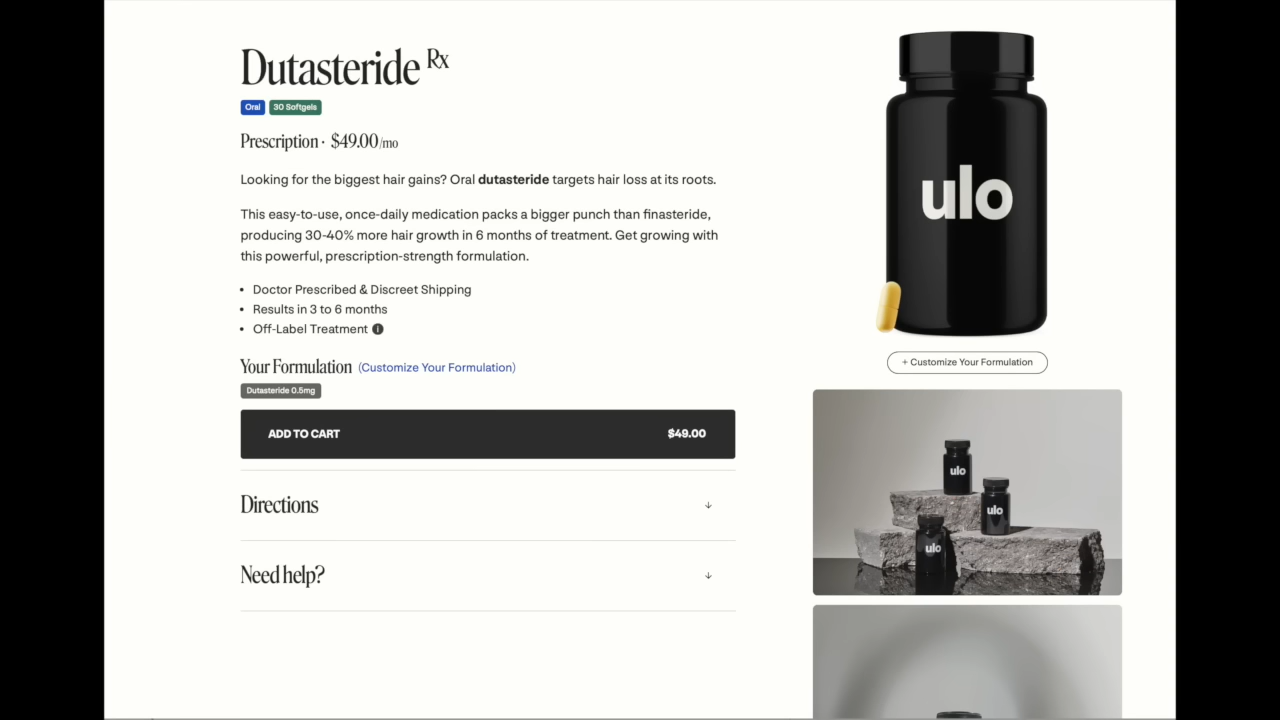 Dutasteride Rx
Oral 30 Softgels
Prescription · $49.00/mo
Looking for the biggest hair gains? Oral dutasteride targets hair loss at its roots.
This easy-to-use, once-daily medication packs a bigger punch than finasteride,
producing 30-40% more hair growth in 6 months of treatment. Get growing with
this powerful, prescription-strength formulation.
• Doctor Prescribed & Discreet Shipping
• Results in 3 to 6 months
• Off-Label Treatment i
Your Formulation (Customize Your Formulation)
Dutasteride 0.5mg
ADD TO CART $49.00
Directions
Need help?
ulo
+ Customize Your Formulation
ulo
ulo
ulo